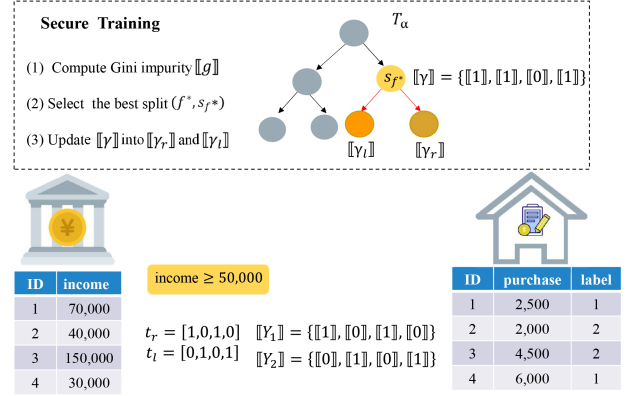 Secure Training
T_α
(1) Compute Gini impurity ⟦g⟧
s_{f*}
⟦γ⟧ = {⟦1⟧, ⟦1⟧, ⟦0⟧, ⟦1⟧}
(2) Select the best split (f*, s_{f*})
(3) Update ⟦γ⟧ into ⟦γ_r⟧ and ⟦γ_l⟧
⟦γ_l⟧ ⟦γ_r⟧
¥
ID income
1 70,000
2 40,000
3 150,000
4 30,000
income ≥ 50,000
t_r = [1,0,1,0] ⟦Y_1⟧ = {⟦1⟧, ⟦0⟧, ⟦1⟧, ⟦0⟧}
t_l = [0,1,0,1] ⟦Y_2⟧ = {⟦0⟧, ⟦1⟧, ⟦0⟧, ⟦1⟧}
ID purchase label
1 2,500 1
2 2,000 2
3 4,500 2
4 6,000 1